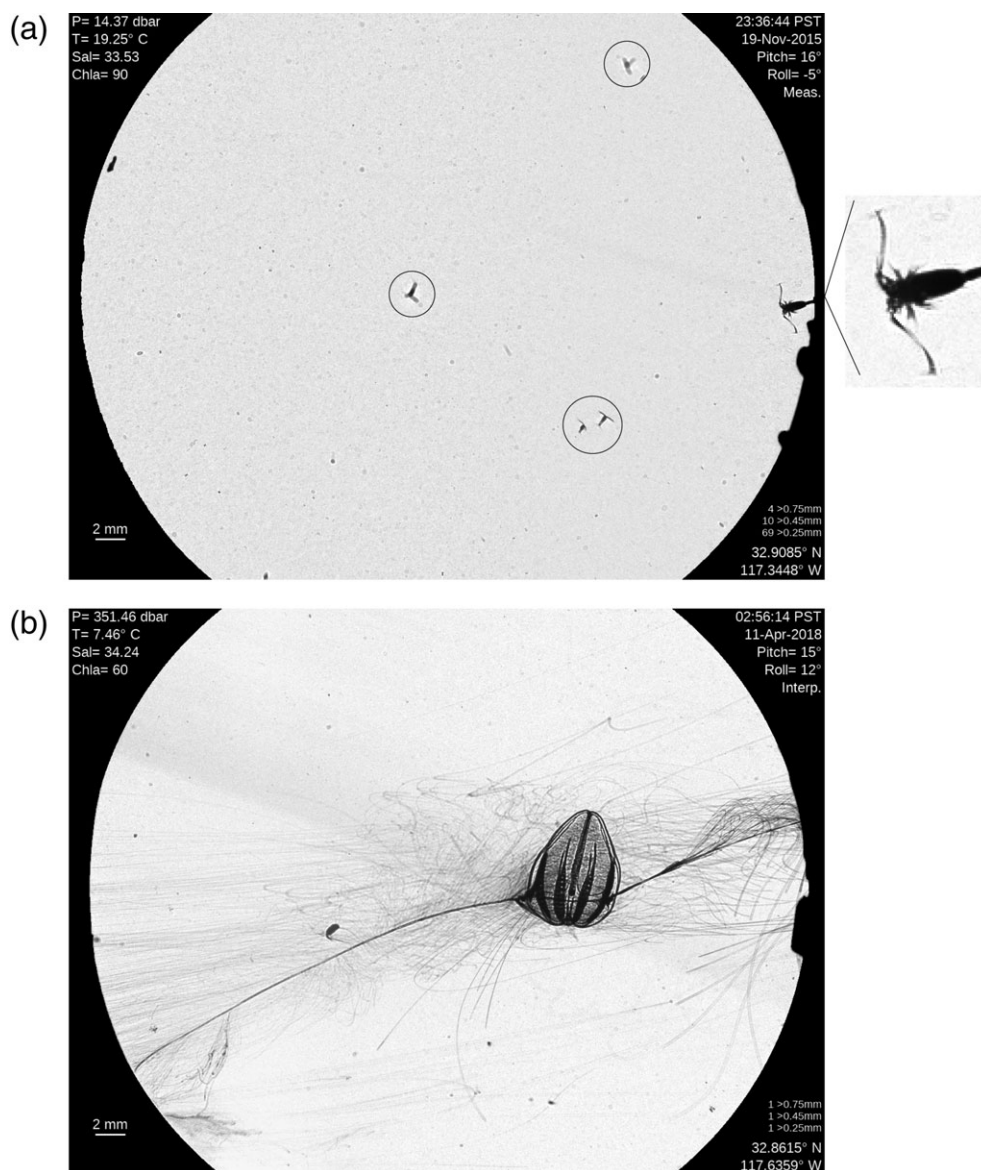 (a)
P= 14.37 dbar
T= 19.25° C
Sal= 33.53
Chla= 90
23:36:44 PST
19-Nov-2015
Pitch= 16°
Roll= -5°
Meas.
2 mm
4 >0.75mm
10 >0.45mm
69 >0.25mm
32.9085° N
117.3448° W
(b)
P= 351.46 dbar
T= 7.46° C
Sal= 34.24
Chla= 60
02:56:14 PST
11-Apr-2018
Pitch= 15°
Roll= 12°
Interp.
2 mm
1 >0.75mm
1 >0.45mm
1 >0.25mm
32.8615° N
117.6359° W